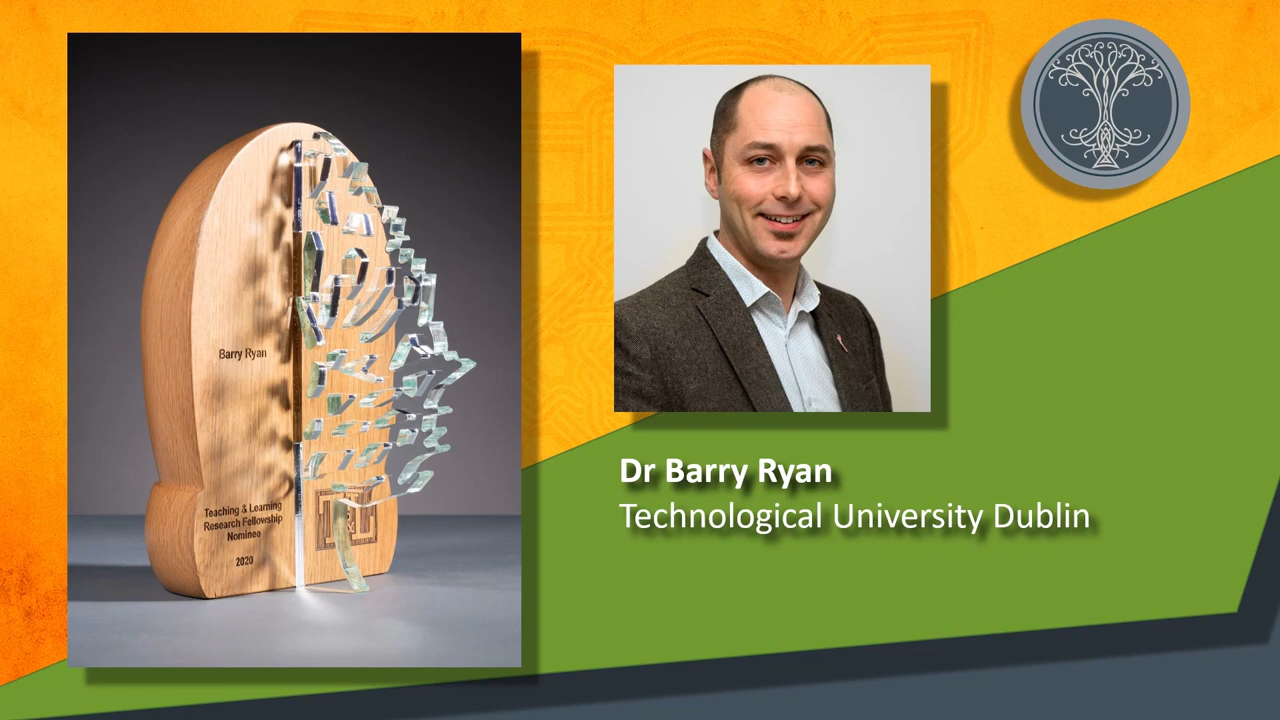 Barry Ryan
Teaching & Learning
Research Fellowship
Nominee
2020
Dr Barry Ryan
Technological University Dublin